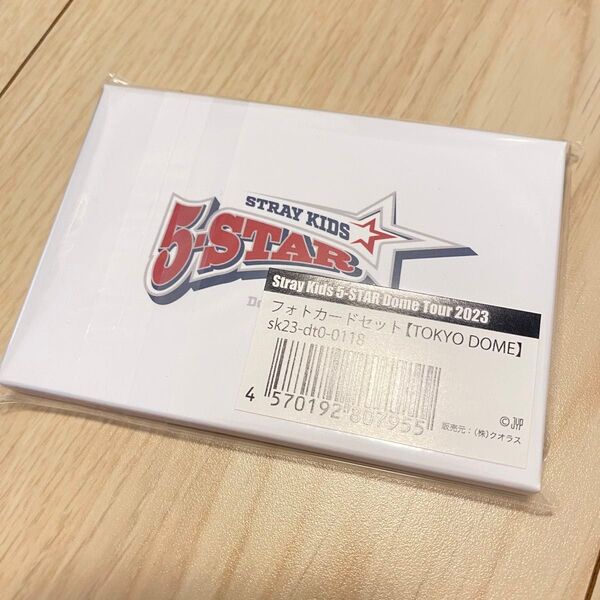 STRAY KIDS
5-STAR
Stray Kids 5-STAR Dome Tour 2023
フォトカードセット【TOKYO DOME】
sk23-dt0-0118
4 570192 807955
©JYP
販売元:(株)クオラス